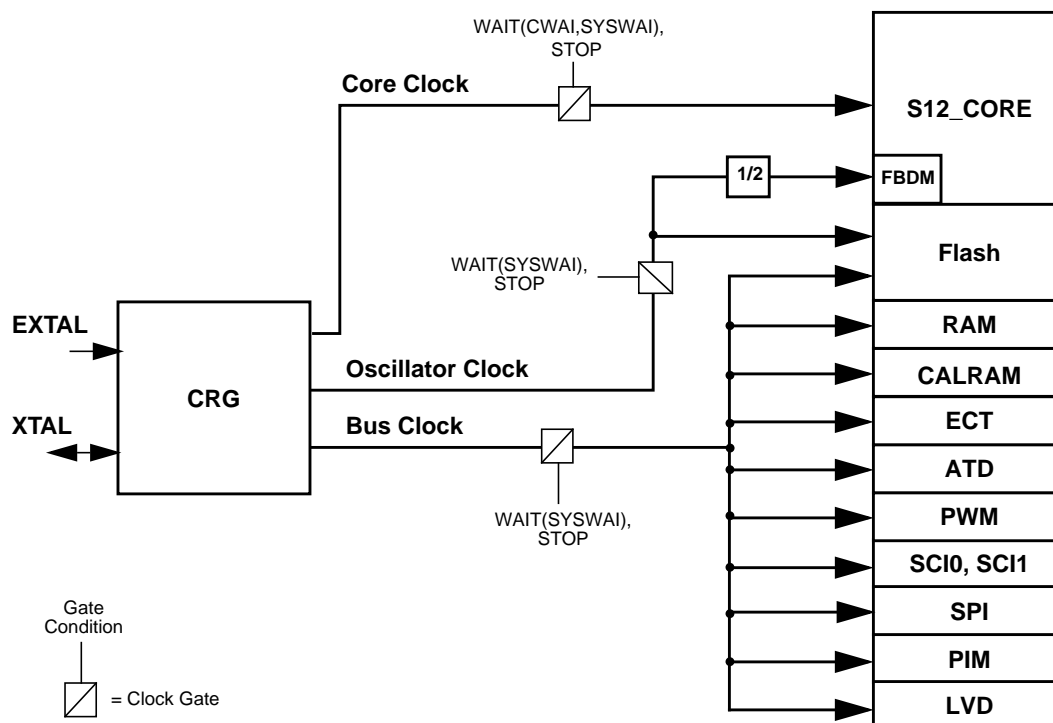 WAIT(CWAI,SYSWAI),
STOP
Core Clock
S12_CORE
1/2
FBDM
WAIT(SYSWAI),
STOP
Flash
EXTAL
XTAL
CRG
Oscillator Clock
Bus Clock
WAIT(SYSWAI),
STOP
RAM
CALRAM
ECT
ATD
PWM
SCI0, SCI1
SPI
PIM
LVD
Gate
Condition
= Clock Gate